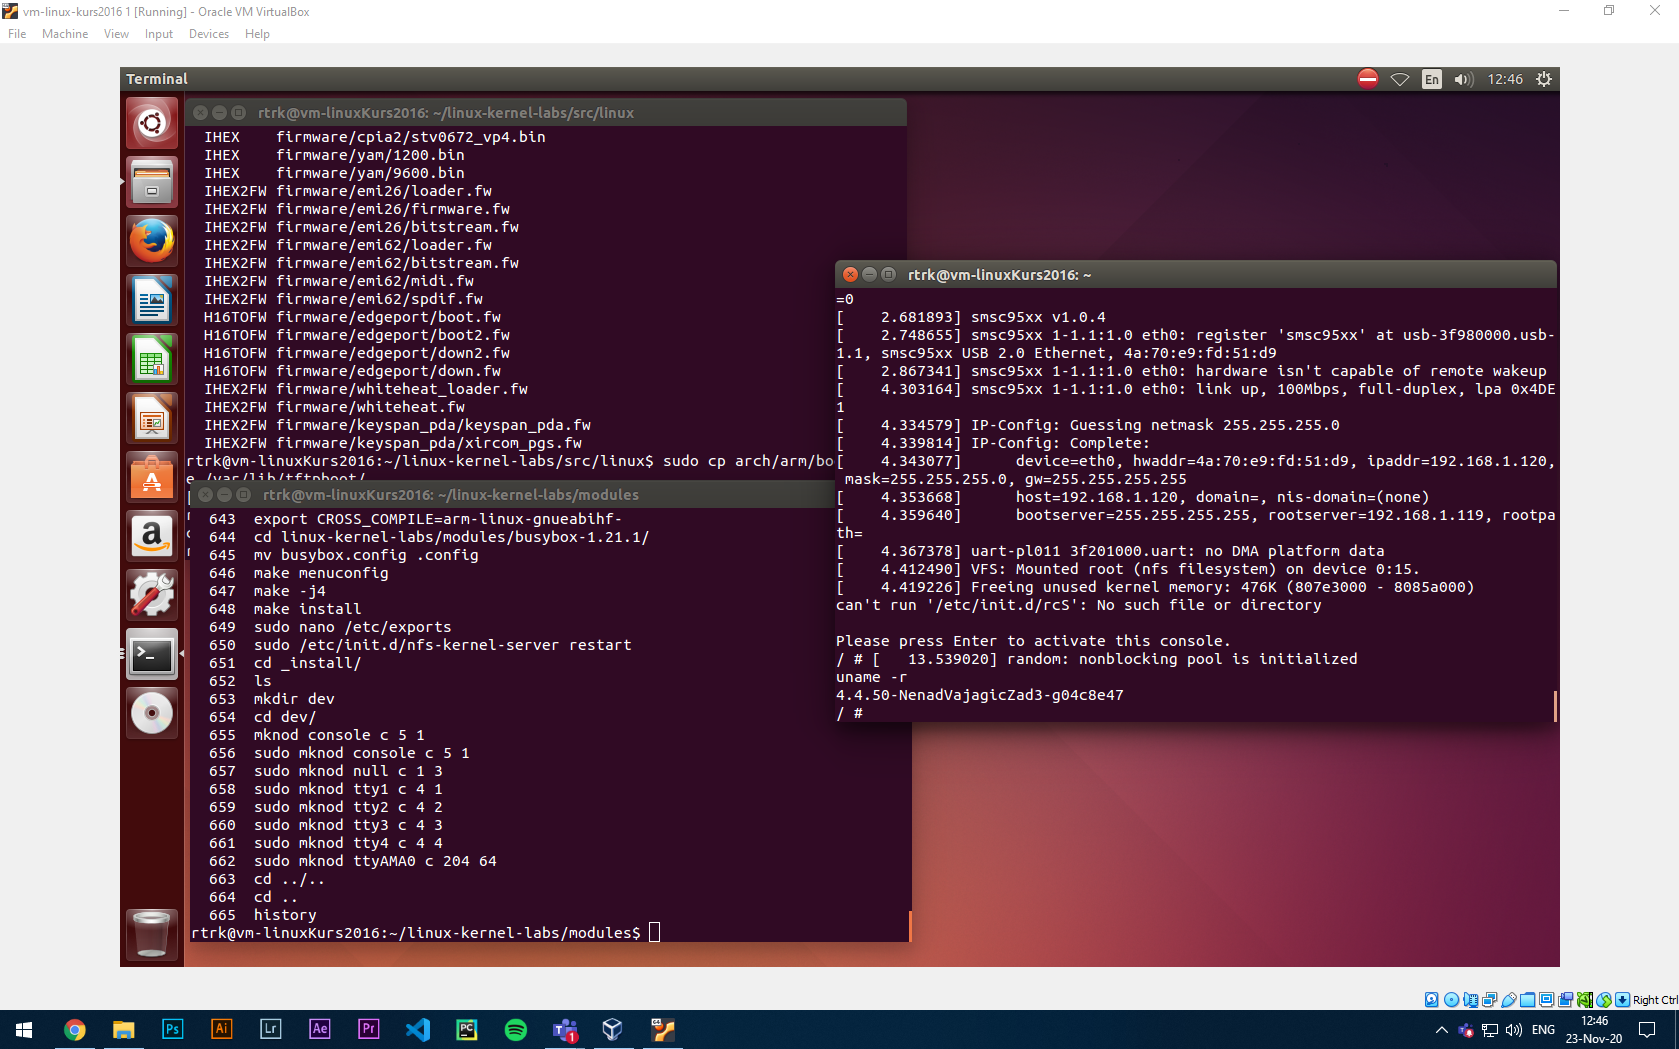 vm-linux-kurs2016 1 [Running] - Oracle VM VirtualBox
File Machine View Input Devices Help
Terminal
En
12:46
rtrk@vm-linuxKurs2016: ~/linux-kernel-labs/src/linux
IHEX firmware/cpia2/stv0672_vp4.bin
IHEX firmware/yam/1200.bin
IHEX firmware/yam/9600.bin
IHEX2FW firmware/emi26/loader.fw
IHEX2FW firmware/emi26/firmware.fw
IHEX2FW firmware/emi26/bitstream.fw
IHEX2FW firmware/emi62/loader.fw
IHEX2FW firmware/emi62/bitstream.fw
IHEX2FW firmware/emi62/midi.fw
IHEX2FW firmware/emi62/spdif.fw
H16TOFW firmware/edgeport/boot.fw
H16TOFW firmware/edgeport/boot2.fw
H16TOFW firmware/edgeport/down2.fw
H16TOFW firmware/edgeport/down.fw
IHEX2FW firmware/whiteheat_loader.fw
IHEX2FW firmware/whiteheat.fw
IHEX2FW firmware/keyspan_pda/keyspan_pda.fw
IHEX2FW firmware/keyspan_pda/xircom_pgs.fw
rtrk@vm-linuxKurs2016:~/linux-kernel-labs/src/linux$ sudo cp arch/arm/bo
e /var/lib/tftpboot/
rtrk@vm-linuxKurs2016: ~/linux-kernel-labs/modules
643 export CROSS_COMPILE=arm-linux-gnueabihf-
644 cd linux-kernel-labs/modules/busybox-1.21.1/
645 mv busybox.config .config
646 make menuconfig
647 make -j4
648 make install
649 sudo nano /etc/exports
650 sudo /etc/init.d/nfs-kernel-server restart
651 cd _install/
652 ls
653 mkdir dev
654 cd dev/
655 mknod console c 5 1
656 sudo mknod console c 5 1
657 sudo mknod null c 1 3
658 sudo mknod tty1 c 4 1
659 sudo mknod tty2 c 4 2
660 sudo mknod tty3 c 4 3
661 sudo mknod tty4 c 4 4
662 sudo mknod ttyAMA0 c 204 64
663 cd ../..
664 cd ..
665 history
rtrk@vm-linuxKurs2016:~/linux-kernel-labs/modules$
rtrk@vm-linuxKurs2016: ~
=0
[ 2.681893] smsc95xx v1.0.4
[ 2.748655] smsc95xx 1-1.1:1.0 eth0: register 'smsc95xx' at usb-3f980000.usb-
1.1, smsc95xx USB 2.0 Ethernet, 4a:70:e9:fd:51:d9
[ 2.867341] smsc95xx 1-1.1:1.0 eth0: hardware isn't capable of remote wakeup
[ 4.303164] smsc95xx 1-1.1:1.0 eth0: link up, 100Mbps, full-duplex, lpa 0x4DE
1
[ 4.334579] IP-Config: Guessing netmask 255.255.255.0
[ 4.339814] IP-Config: Complete:
[ 4.343077] device=eth0, hwaddr=4a:70:e9:fd:51:d9, ipaddr=192.168.1.120,
mask=255.255.255.0, gw=255.255.255.255
[ 4.353668] host=192.168.1.120, domain=, nis-domain=(none)
[ 4.359640] bootserver=255.255.255.255, rootserver=192.168.1.119, rootpa
th=
[ 4.367378] uart-pl011 3f201000.uart: no DMA platform data
[ 4.412490] VFS: Mounted root (nfs filesystem) on device 0:15.
[ 4.419226] Freeing unused kernel memory: 476K (807e3000 - 8085a000)
can't run '/etc/init.d/rcS': No such file or directory
Please press Enter to activate this console.
/ # [ 13.539020] random: nonblocking pool is initialized
uname -r
4.4.50-NenadVajagicZad3-g04c8e47
/ #
Right Ctrl
Ps
Ai
Lr
Ae
Pr
PC
1
ENG
12:46
23-Nov-20